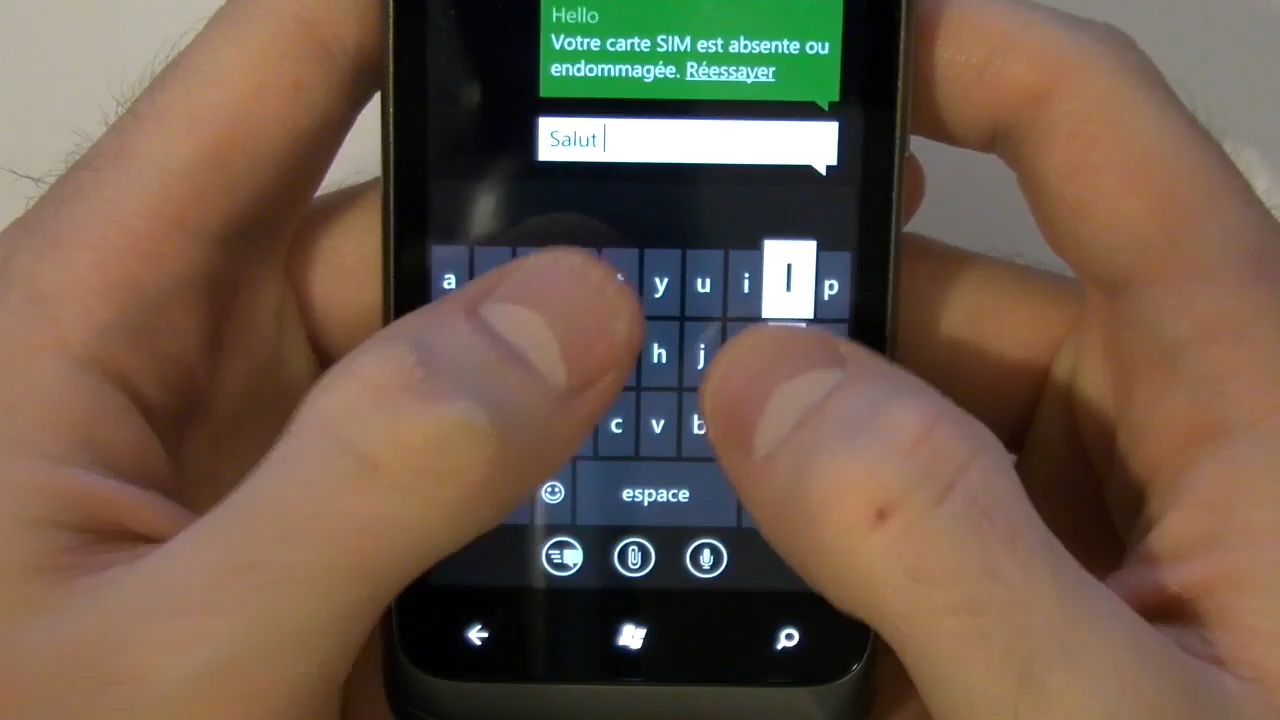 Hello
Votre carte SIM est absente ou
endommagée. Réessayer
Salut
a y u i l p
h j
c v b
espace